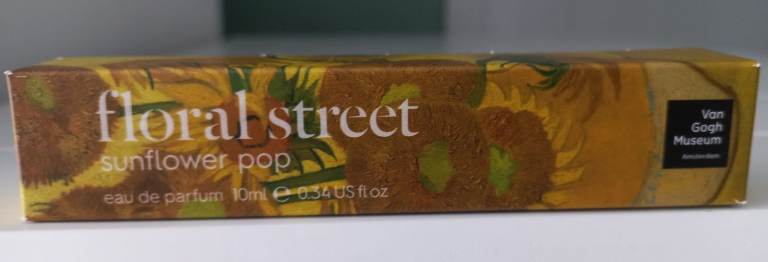 floral street
sunflower pop
eau de parfum 10ml ℮ 0.34 US fl oz
Van
Gogh
Museum
Amsterdam